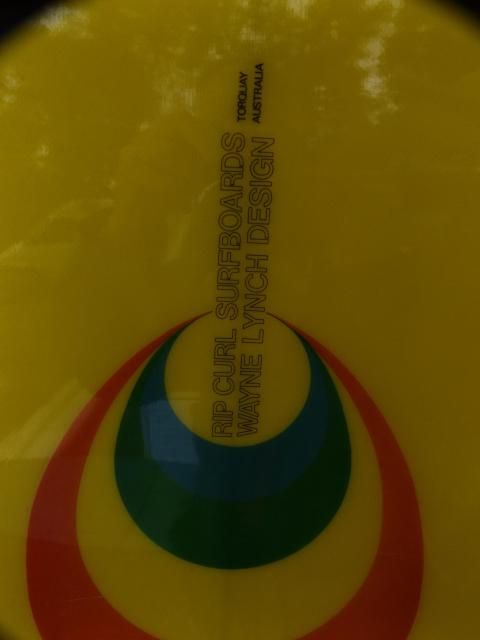 RIP CURL SURFBOARDS
WAYNE LYNCH DESIGN
TORQUAY
AUSTRALIA